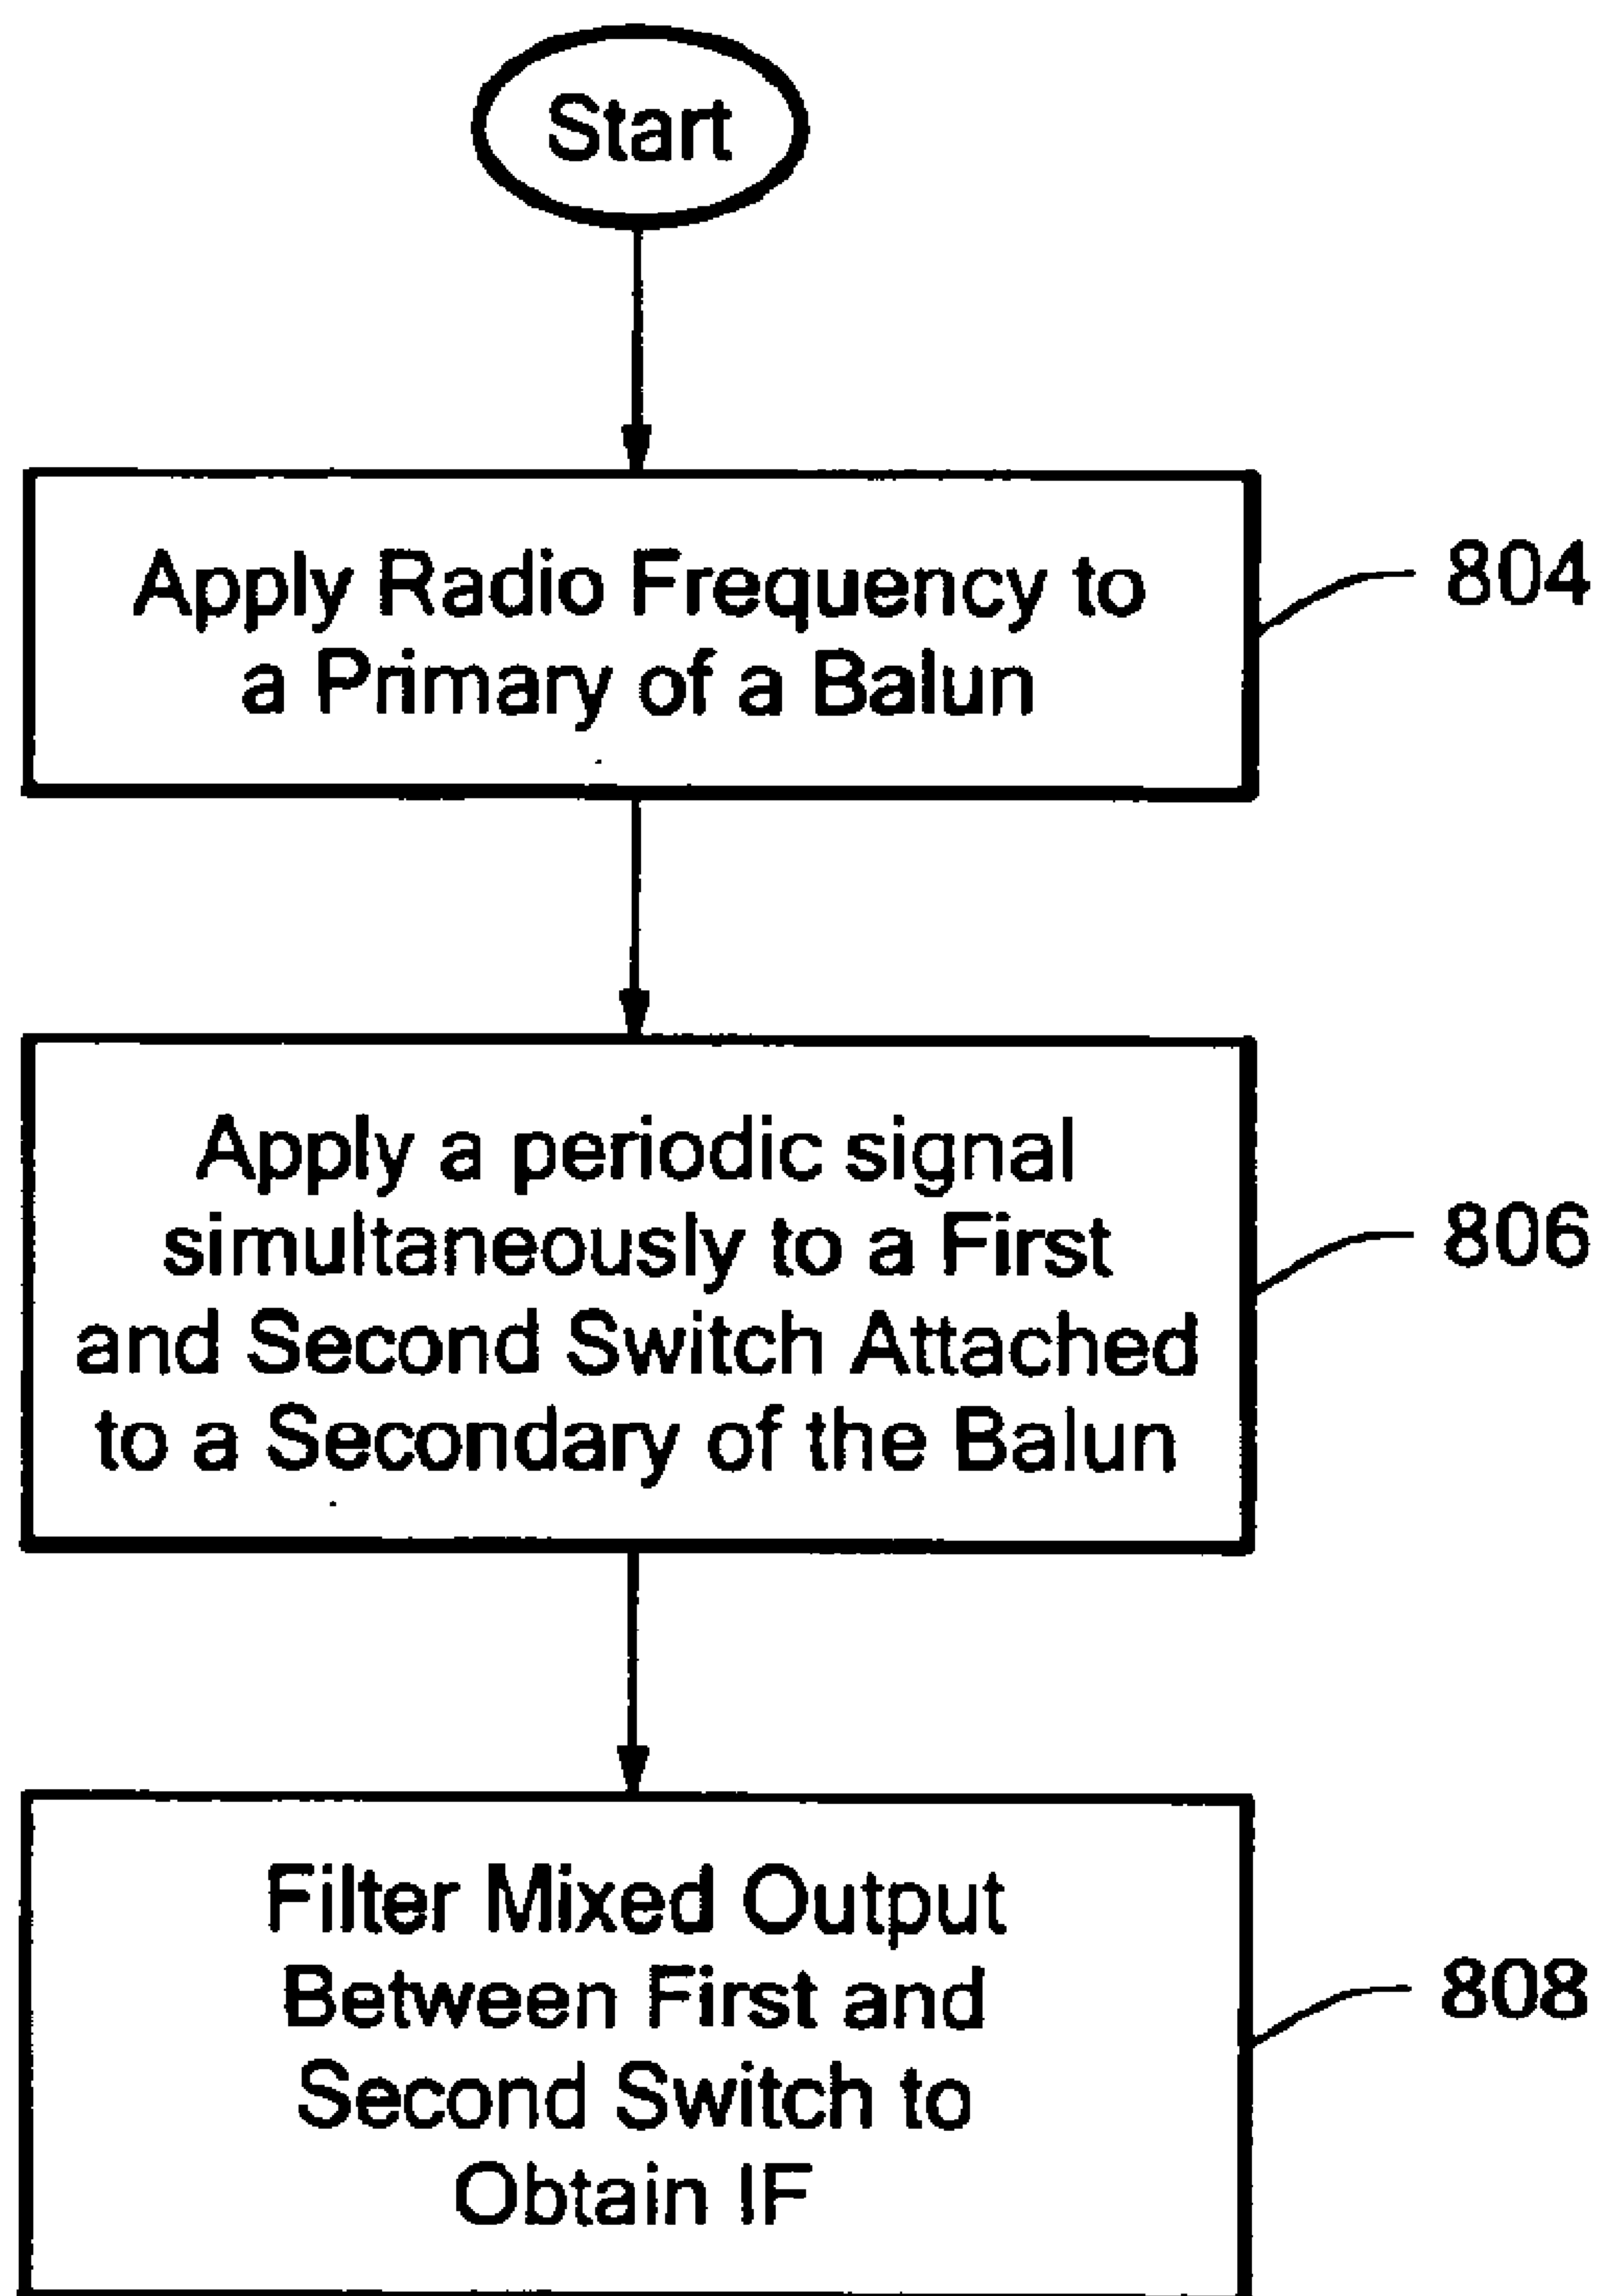 Start
Apply Radio Frequency to
a Primary of a Balun
804
Apply a periodic signal
simultaneously to a First
and Second Switch Attached
to a Secondary of the Balun
806
Filter Mixed Output
Between First and
Second Switch to
Obtain IF
808